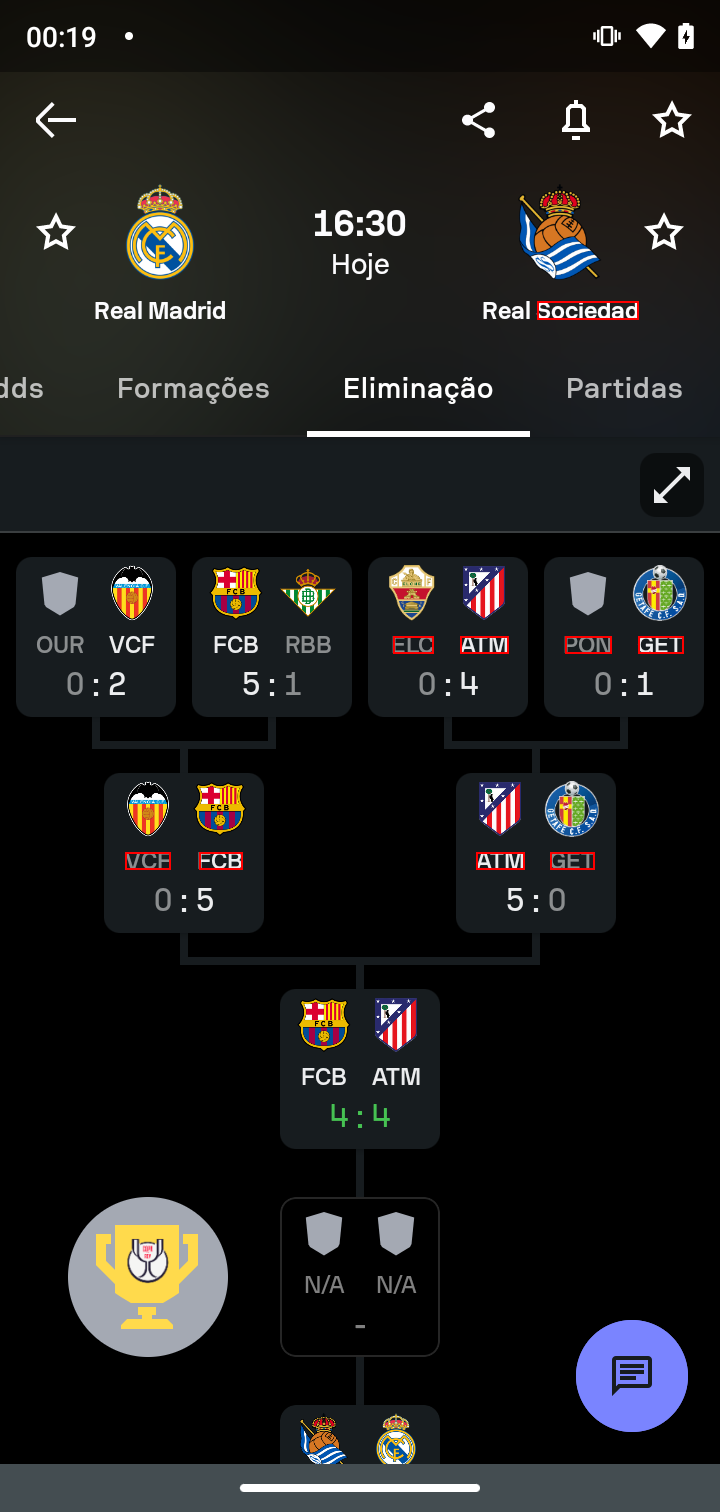 00:19
16:30
Hoje
Real Madrid
Real Sociedad
dds Formações Eliminação Partidas
OUR VCF FCB RBB ELC ATM PON GET
0:2 5:1 0:4 0:1
VCF FCB ATM GET
0:5 5:0
FCB ATM
4:4
N/A N/A
-